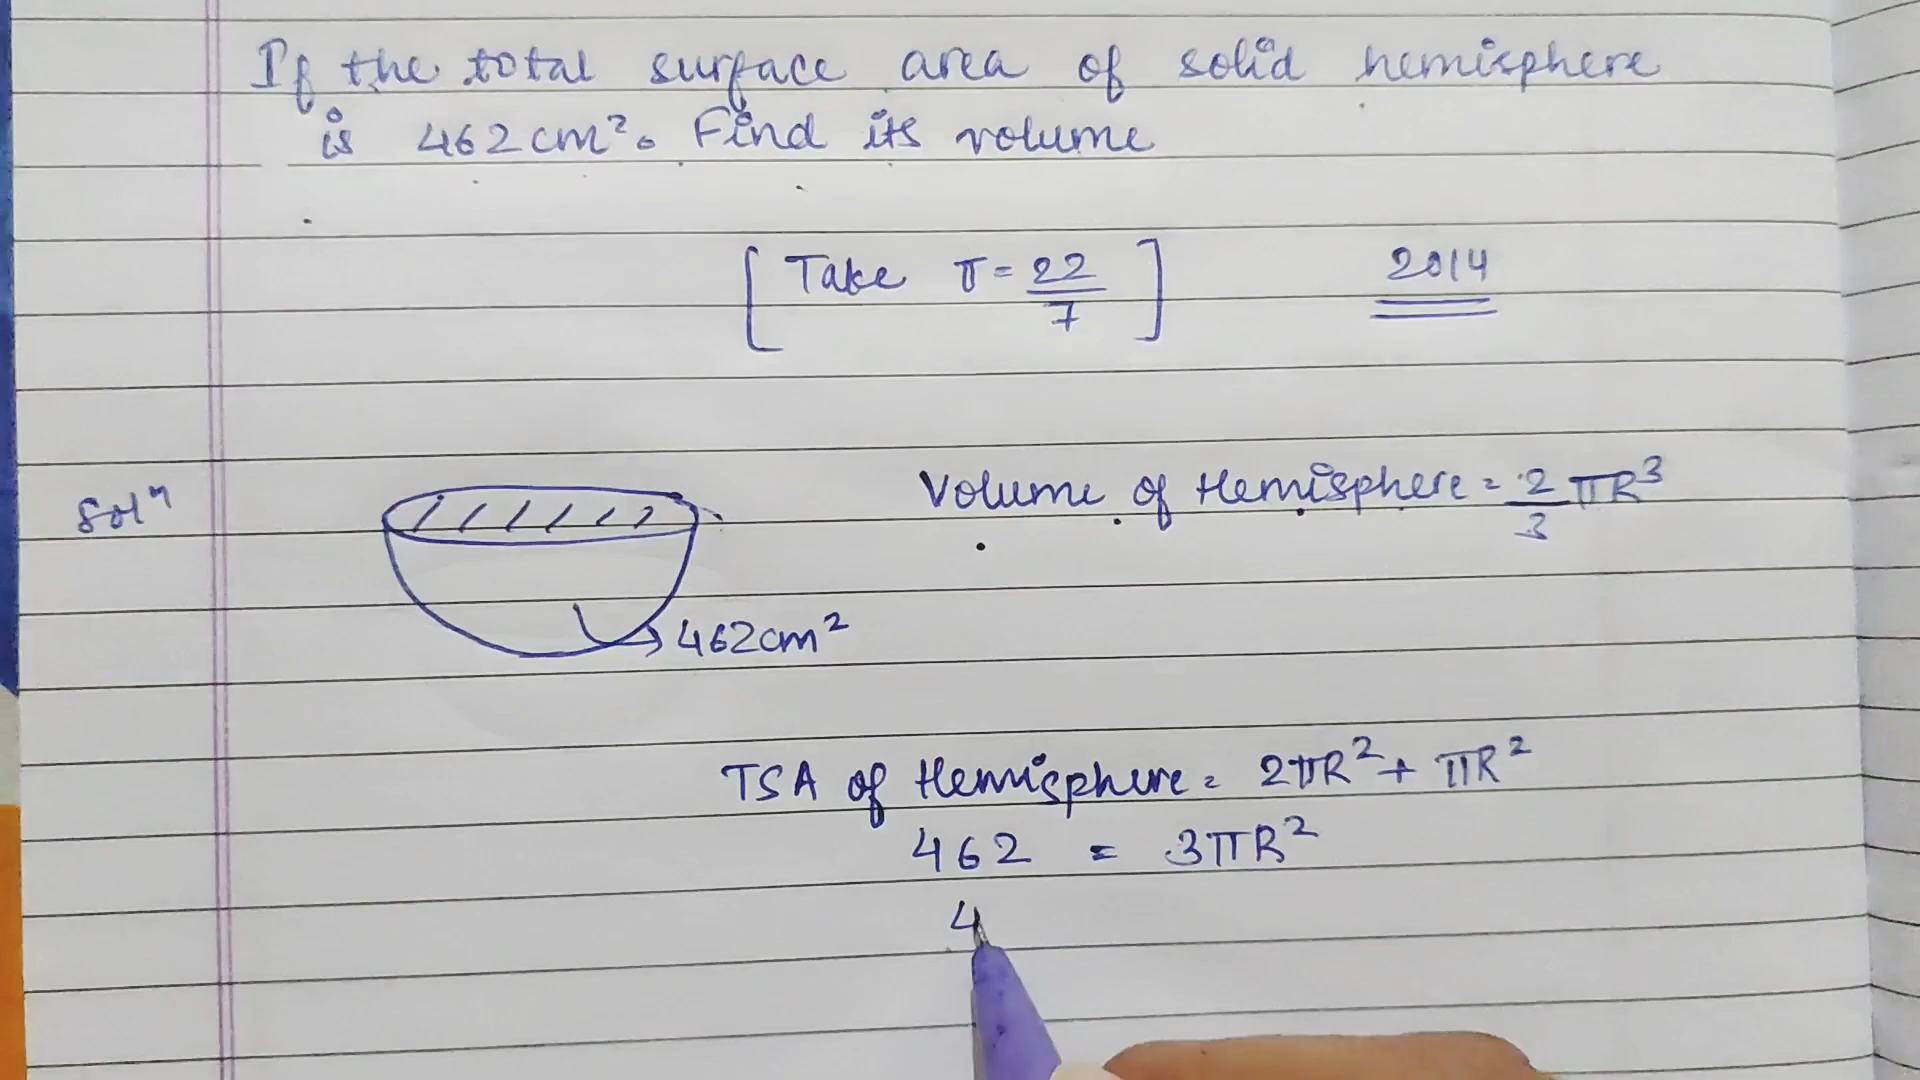 If the total surface area of solid hemisphere
is 462 cm². Find its volume
[Take π = 22/7]
2014
Solⁿ
Volume of Hemisphere = 2/3 πR³
462cm²
TSA of Hemisphere = 2πR² + πR²
462 = 3πR²
4